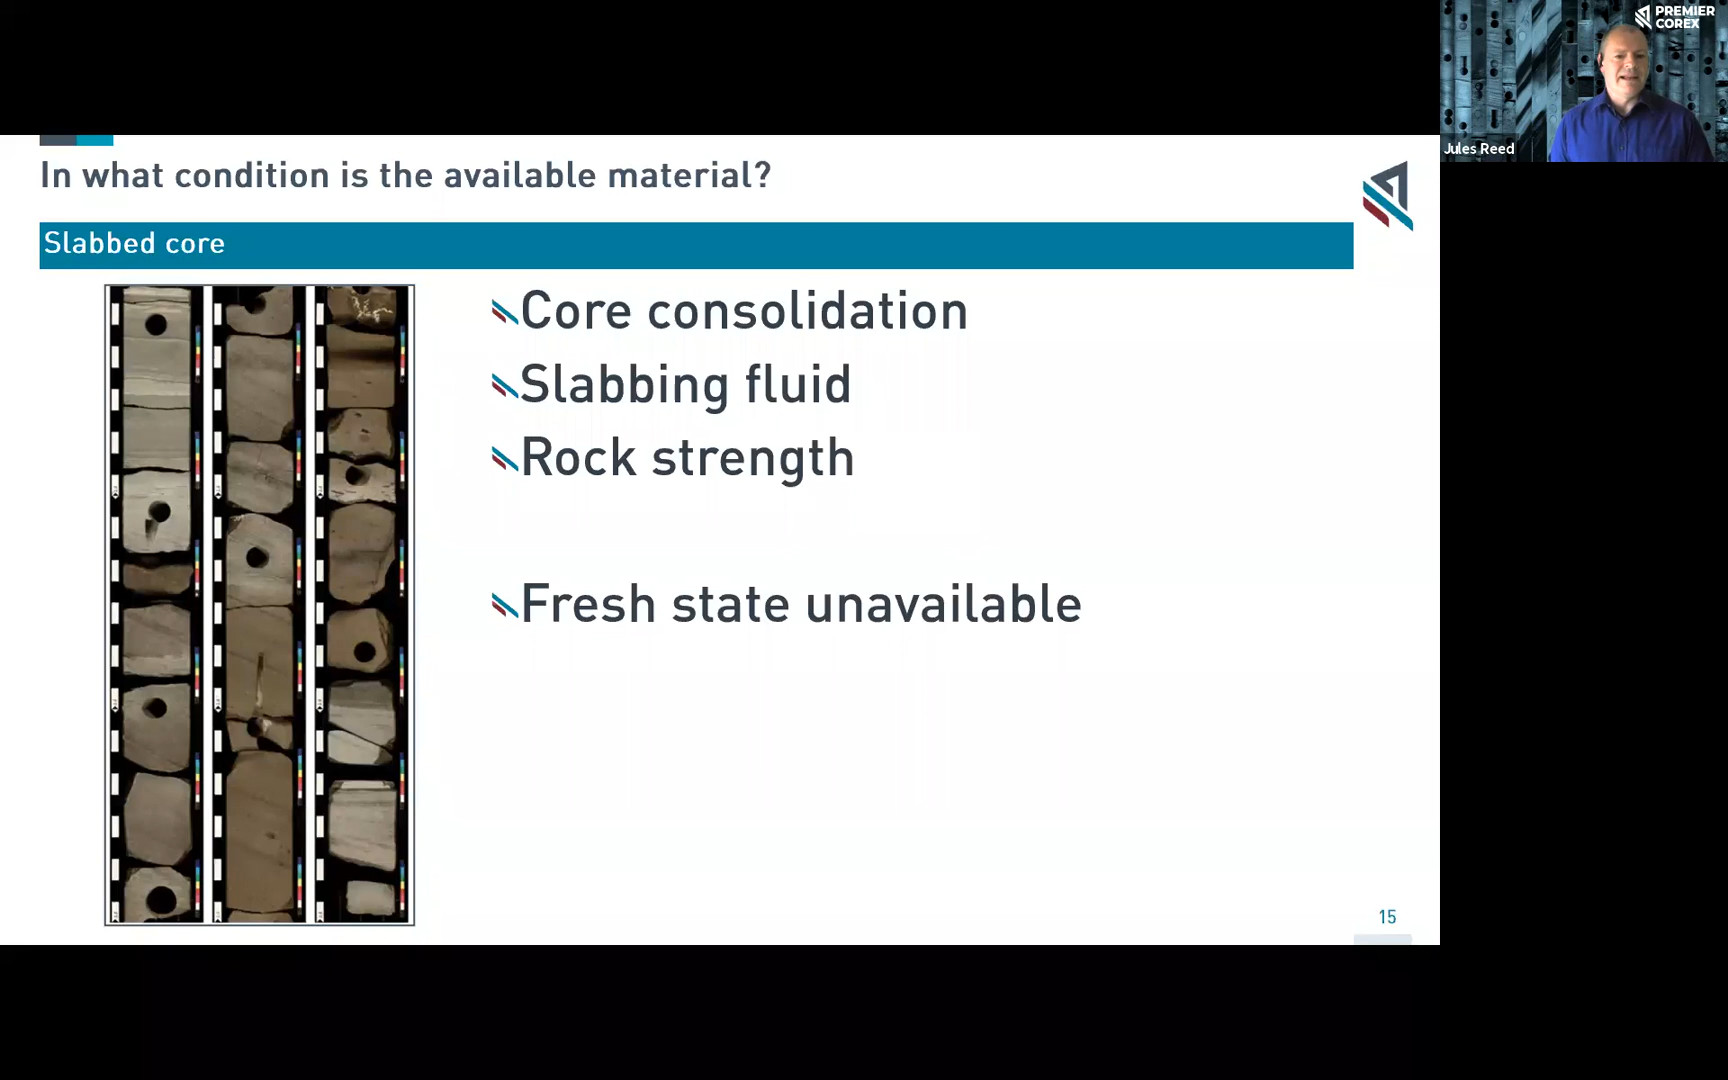 PREMIER
COREX
Jules Reed
In what condition is the available material?
Slabbed core
Core consolidation
Slabbing fluid
Rock strength
Fresh state unavailable
15